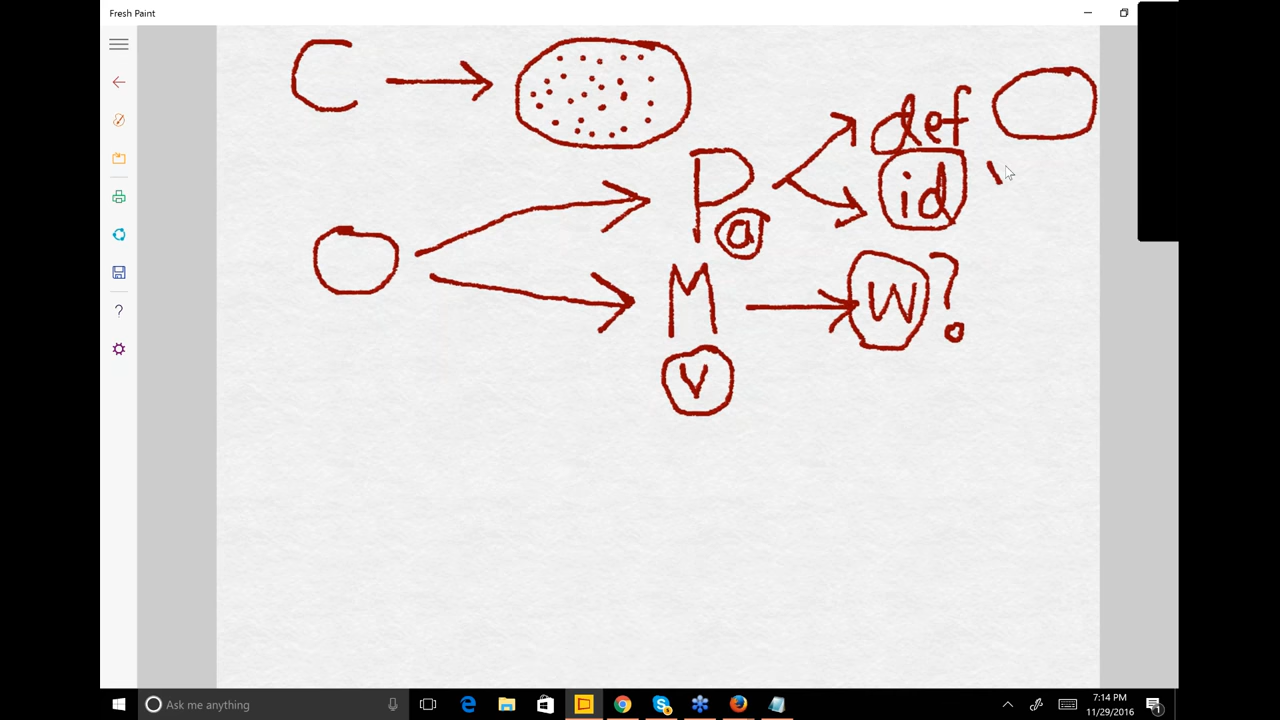 Fresh Paint
C
def
P
id
a
M
W?
V
Ask me anything
7:14 PM
11/29/2016